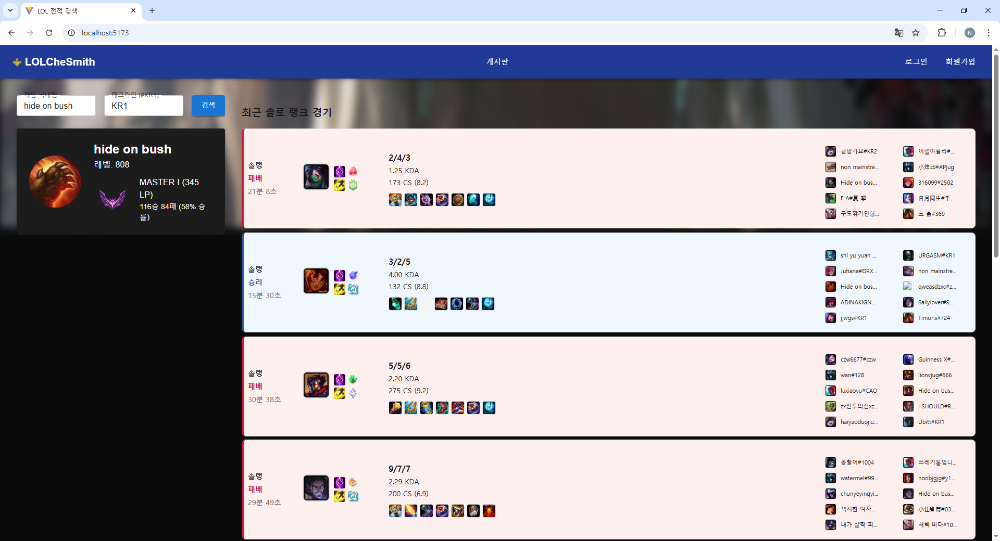 LOL 전적 검색
localhost:5173
N
LOLCheSmith
게시판
로그인
회원가입
게임 닉네임
hide on bush
태그라인 (#KR1)
KR1
검색
hide on bush
레벨: 808
MASTER I (345
LP)
116승 84패 (58% 승
률)
최근 솔로 랭크 경기
솔랭
패배
21분 8초
2/4/3
1.25 KDA
173 CS (8.2)
큼방가요#KR2
non mainstre...
Hide on bus...
F A#夏 孥
구도깎기인형...
이렐아칼리#...
小炸比#APjug
316099#2502
日月同生#千...
三 畜#369
솔랭
승리
15분 30초
3/2/5
4.00 KDA
132 CS (8.8)
shi yu yuan ...
Juhana#DRX...
Hide on bus...
ADINAKIGN...
jjwgs#KR1
URGASM#KR1
non mainstre...
qweasdzxc#z...
Sallylover#S...
Timoris#724
솔랭
패배
30분 38초
5/5/6
2.20 KDA
275 CS (9.2)
czw6677#czw
wan#128
luxiaoyu#CAO
zx전투의신xz...
haiyaoduojiu...
Guinness X#...
lionvjug#666
Hide on bus...
I SHOULD#R...
Ubitt#KR1
솔랭
패배
29분 49초
9/7/7
2.29 KDA
200 CS (6.9)
콩할이#1004
watermel#99...
chunyeyingyi...
섹시한 여자...
내가 살짝 피...
쓰레기통입니...
noobjgjg#y1...
Hide on bus...
小佳甜筒#03...
새벽 바다#10...